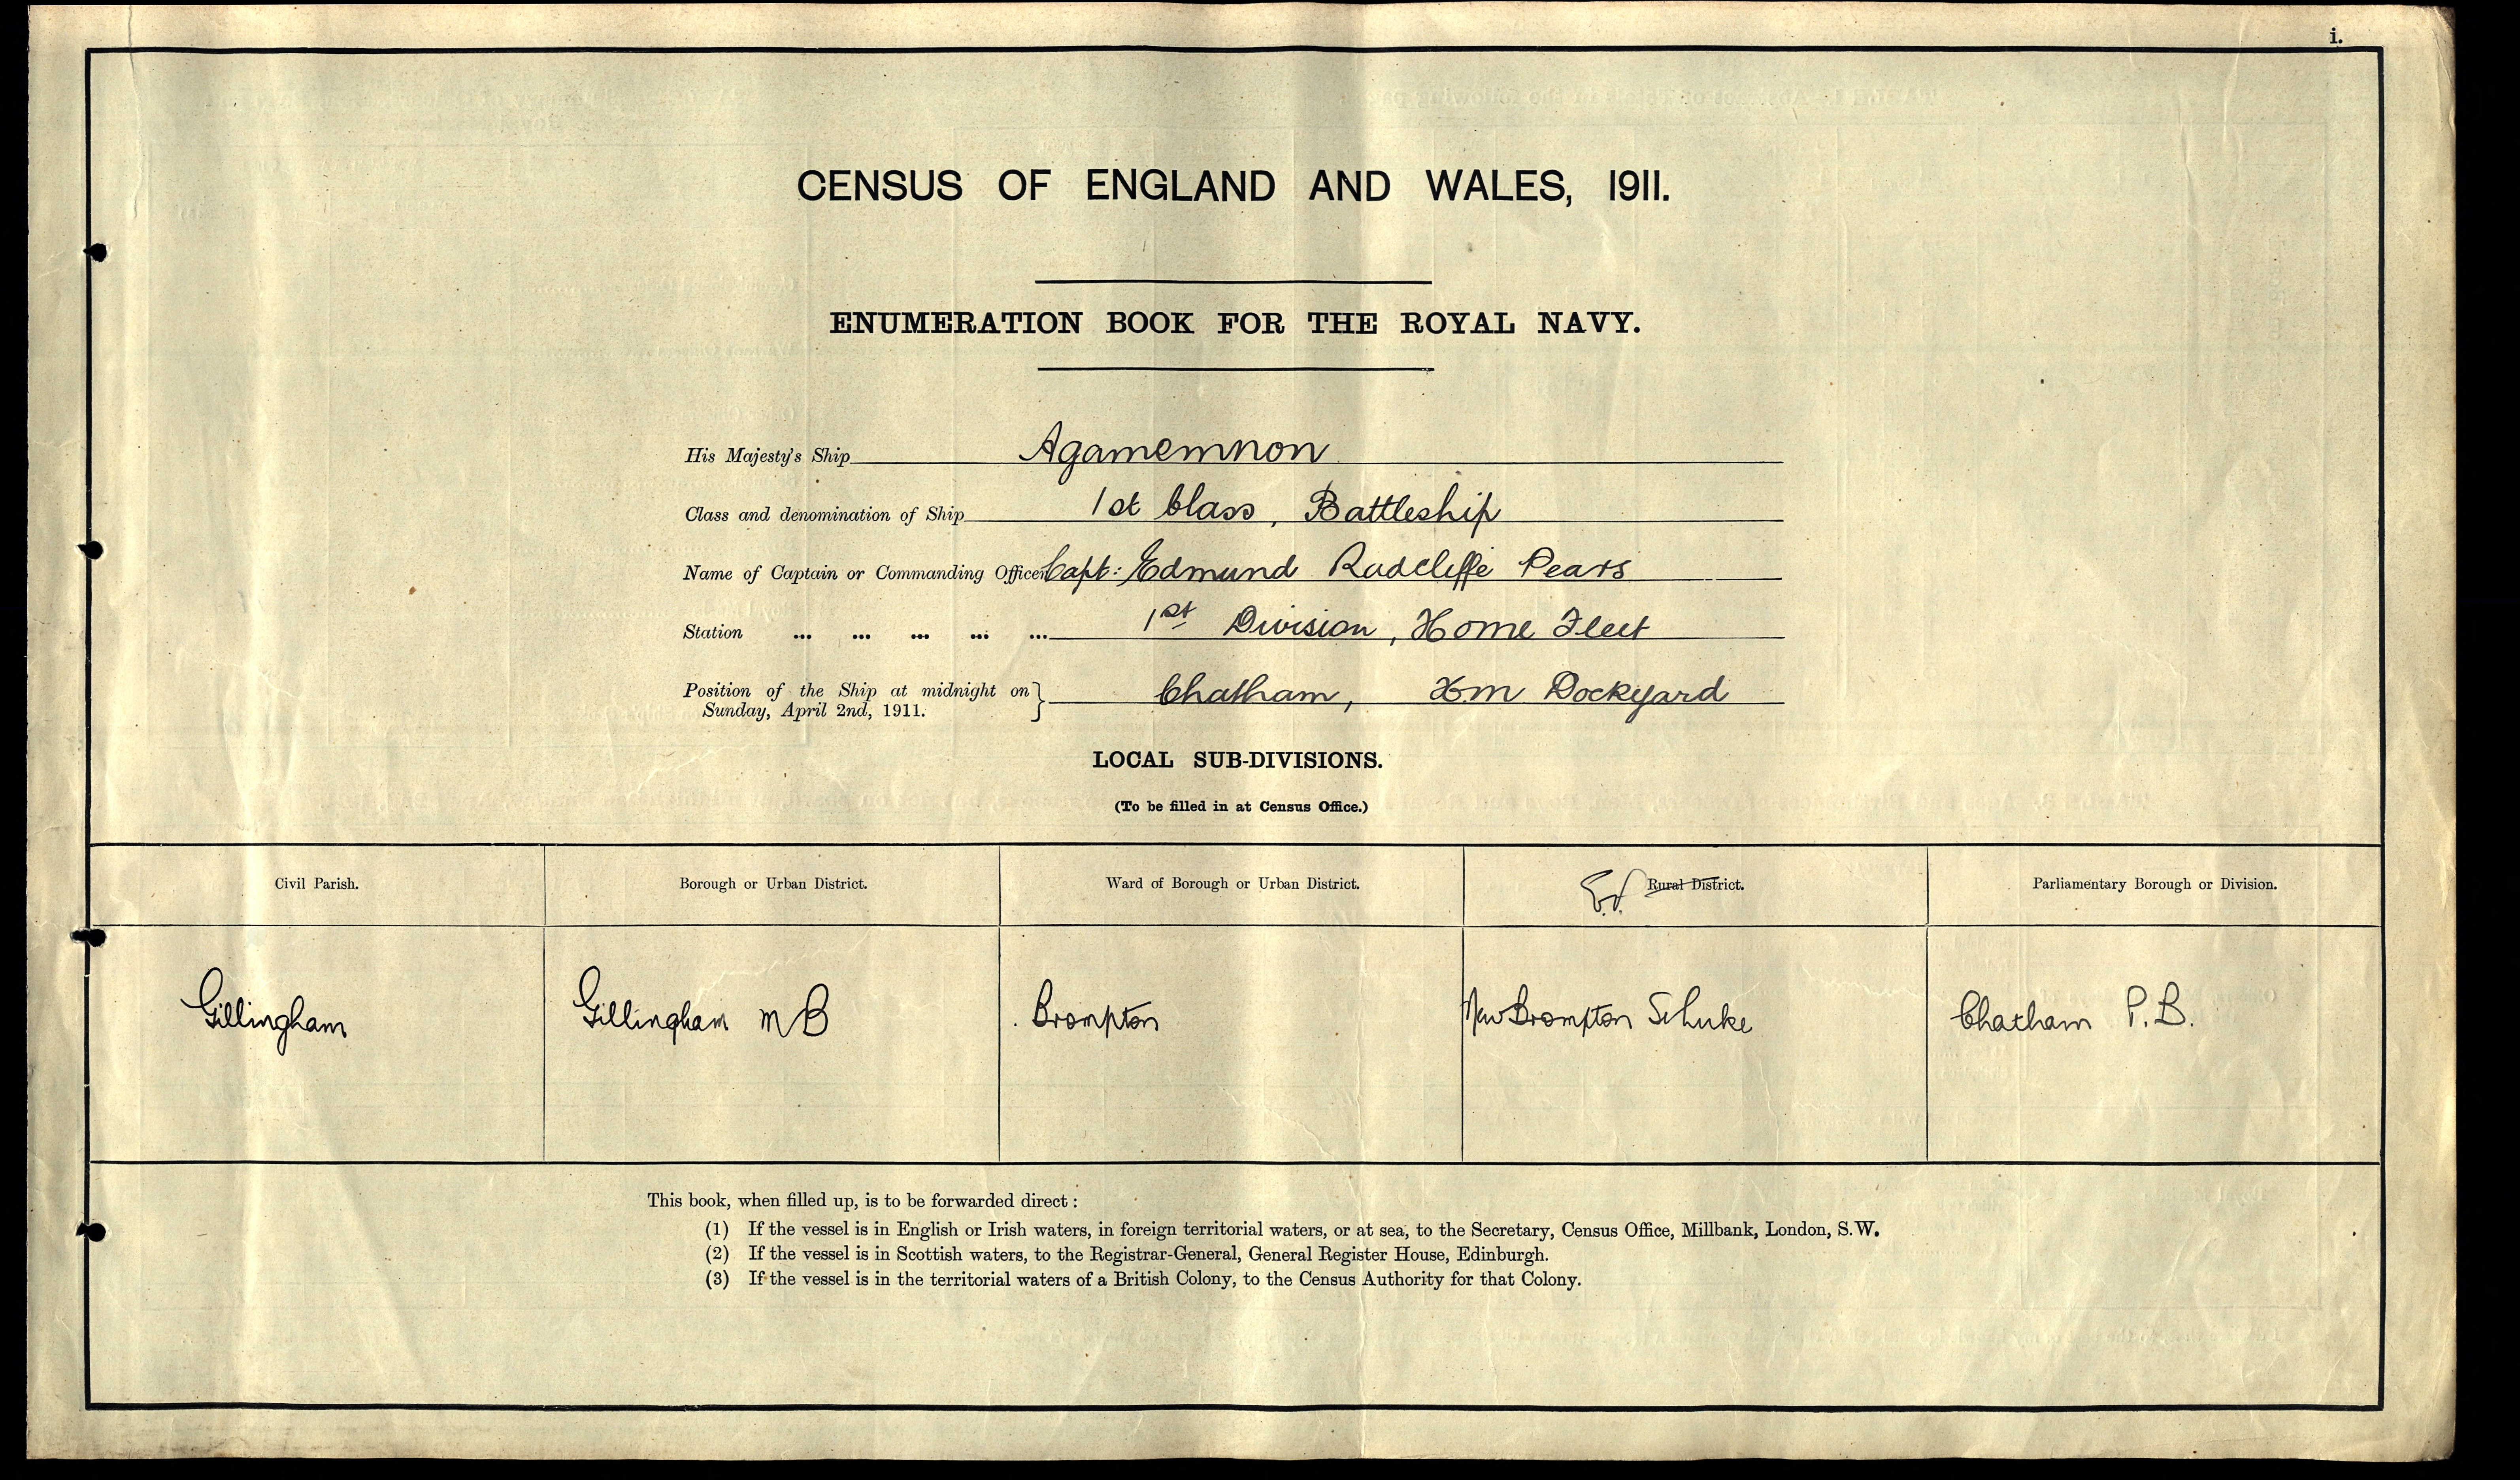 i.
CENSUS OF ENGLAND AND WALES, 1911.
ENUMERATION BOOK FOR THE ROYAL NAVY.
His Majesty's Ship Agamemnon
Class and denomination of Ship 1st Class, Battleship
Name of Captain or Commanding Officer Capt: Edmund Radcliffe Pears
Station ... ... ... ... ... 1st Division, Home Fleet
Position of the Ship at midnight on Sunday, April 2nd, 1911. } Chatham, H.M Dockyard
LOCAL SUB-DIVISIONS.
(To be filled in at Census Office.)
Civil Parish. Borough or Urban District. Ward of Borough or Urban District. Rural District. Parliamentary Borough or Division.
Gillingham Gillingham MB Brompton New Brompton St Luke Chatham P.B.
This book, when filled up, is to be forwarded direct :
(1) If the vessel is in English or Irish waters, in foreign territorial waters, or at sea, to the Secretary, Census Office, Millbank, London, S.W.
(2) If the vessel is in Scottish waters, to the Registrar-General, General Register House, Edinburgh.
(3) If the vessel is in the territorial waters of a British Colony, to the Census Authority for that Colony.